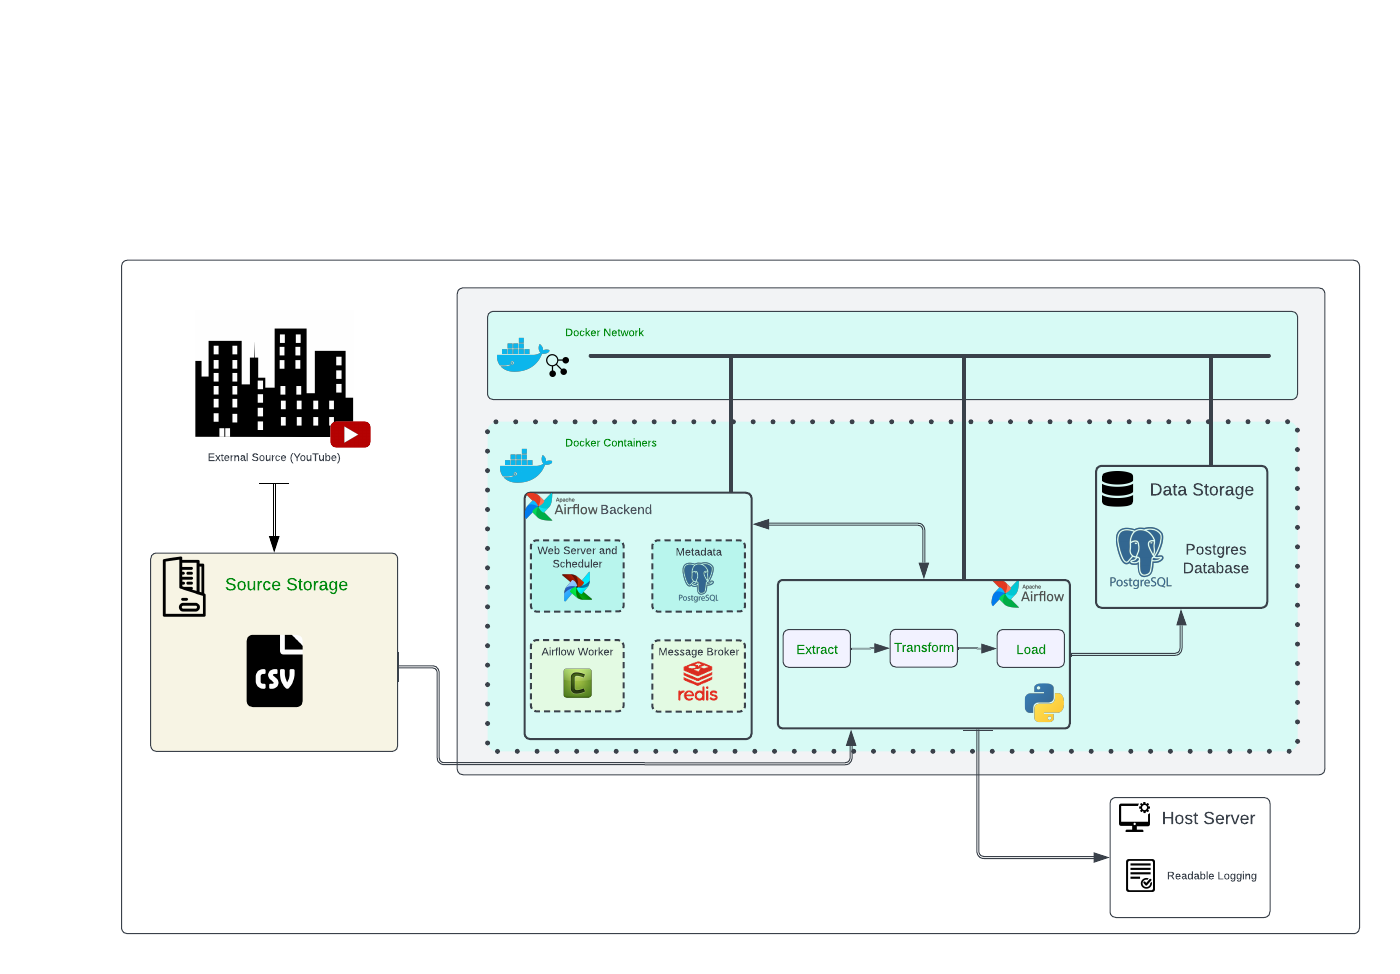 Docker Network
External Source (YouTube)
Docker Containers
Source Storage
CSV
Apache
Airflow Backend
Web Server and
Scheduler
Metadata
PostgreSQL
Airflow Worker
C
Message Broker
redis
Apache
Airflow
Extract
Transform
Load
Data Storage
PostgreSQL
Postgres
Database
Host Server
Readable Logging